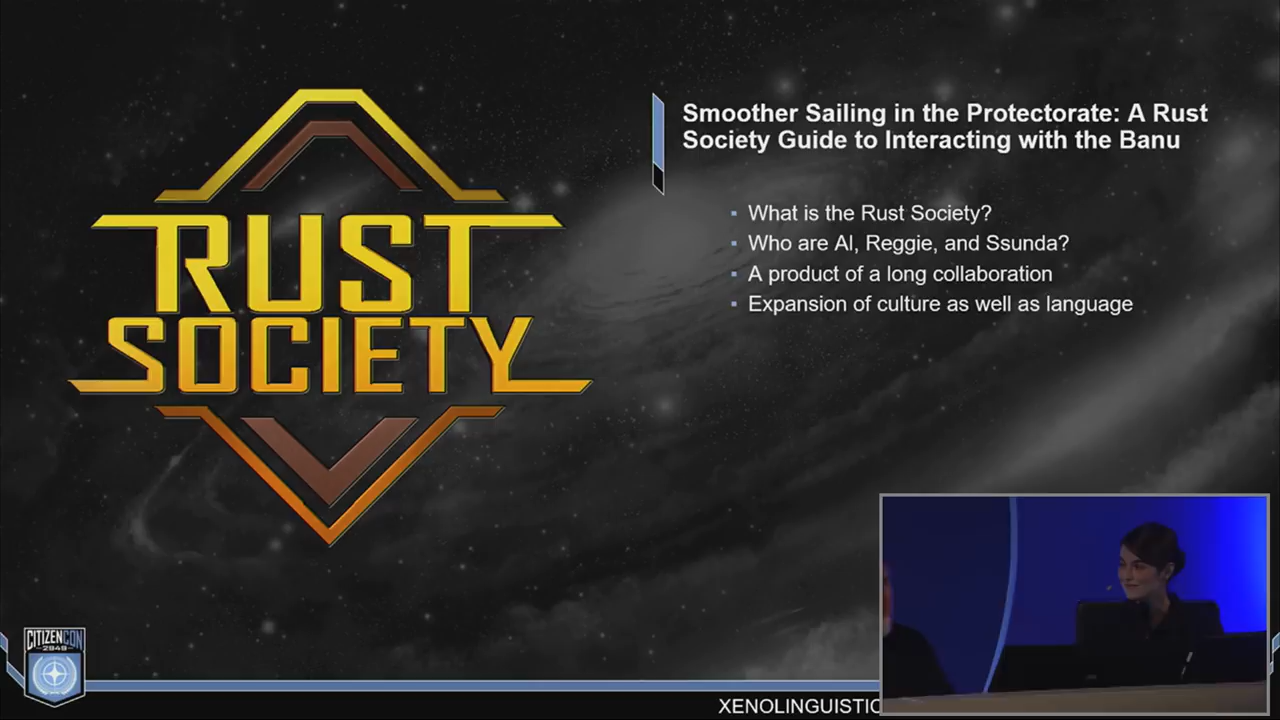 RUST
SOCIETY
Smoother Sailing in the Protectorate: A Rust
Society Guide to Interacting with the Banu
▪ What is the Rust Society?
▪ Who are Al, Reggie, and Ssunda?
▪ A product of a long collaboration
▪ Expansion of culture as well as language
CITIZENCON
2949
XENOLINGUISTIC